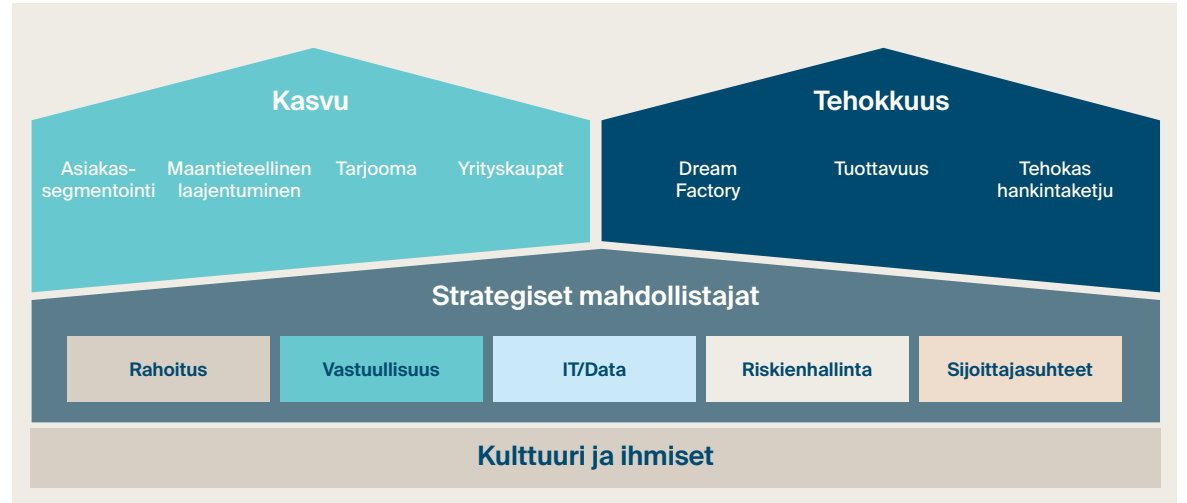 Kasvu
Asiakas-
segmentointi
Maantieteellinen
laajentuminen
Tarjooma
Yrityskaupat
Tehokkuus
Dream
Factory
Tuottavuus
Tehokas
hankintaketju
Strategiset mahdollistajat
Rahoitus
Vastuullisuus
IT/Data
Riskienhallinta
Sijoittajasuhteet
Kulttuuri ja ihmiset